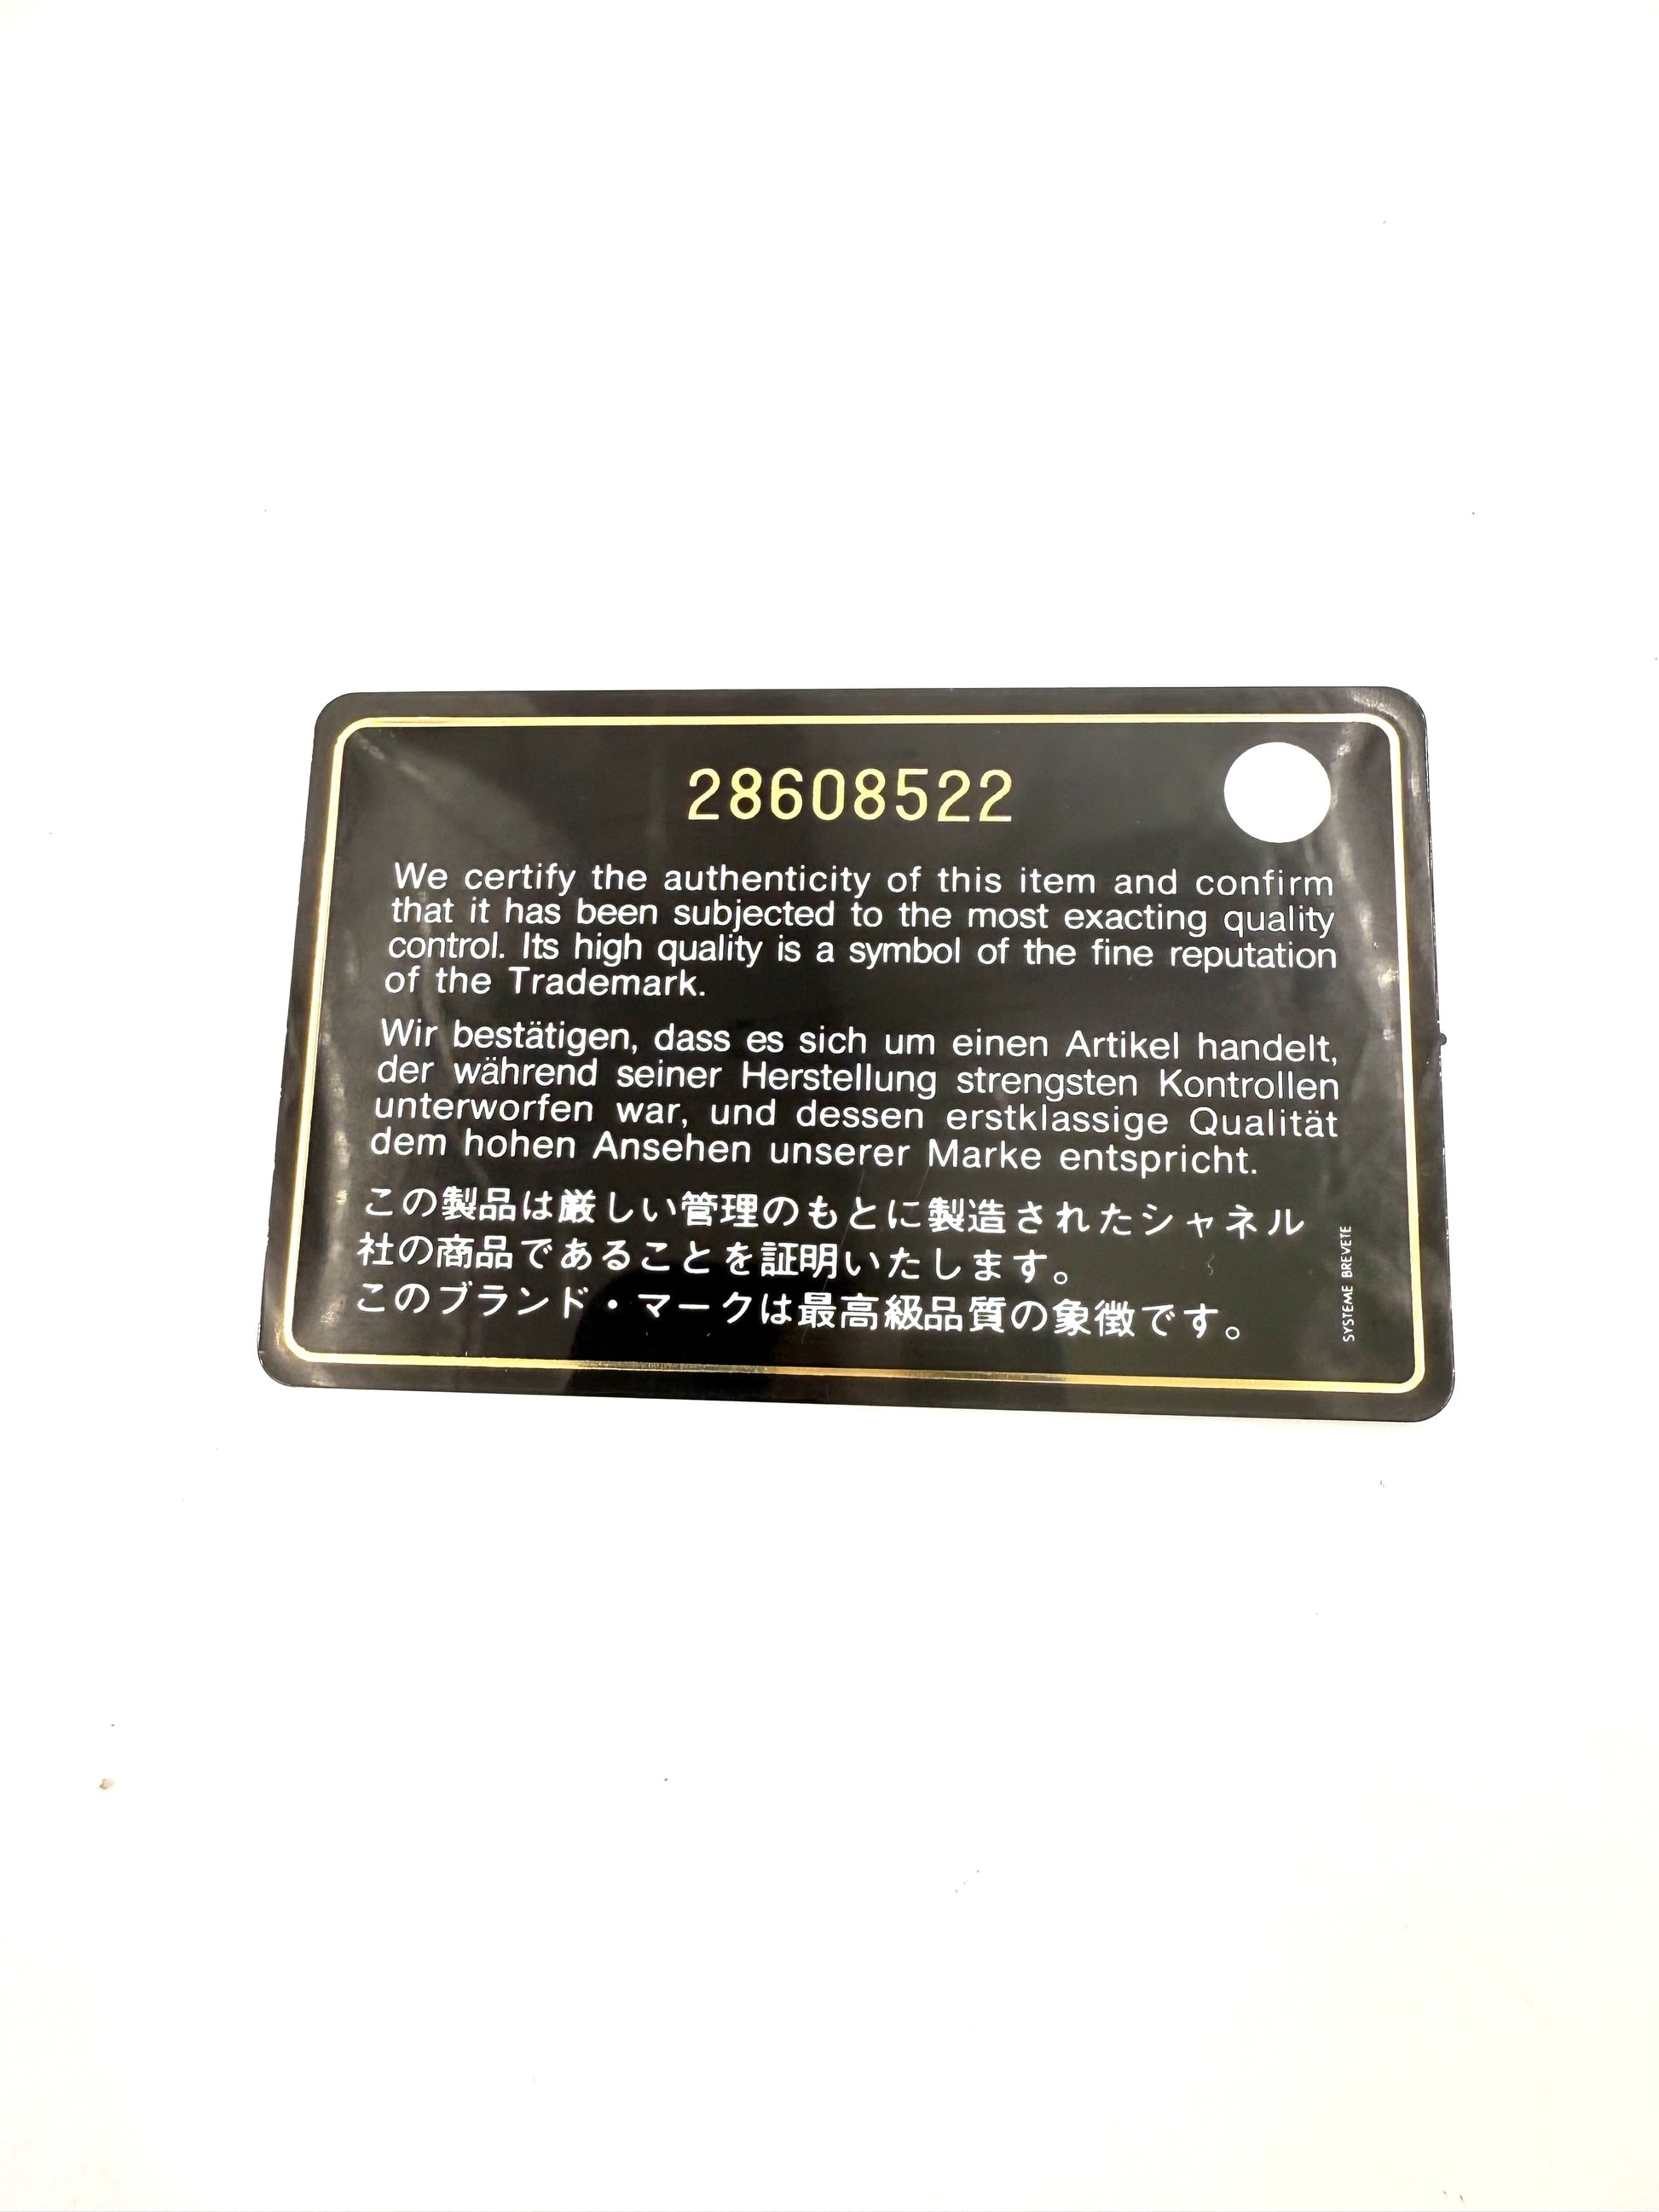 28608522
We certify the authenticity of this item and confirm
that it has been subjected to the most exacting quality
control. Its high quality is a symbol of the fine reputation
of the Trademark.
Wir bestätigen, dass es sich um einen Artikel handelt,
der während seiner Herstellung strengsten Kontrollen
unterworfen war, und dessen erstklassige Qualität
dem hohen Ansehen unserer Marke entspricht.
この製品は厳しい管理のもとに製造されたシャネル
社の商品であることを証明いたします。
このブランド・マークは最高級品質の象徴です。
SYSTEME BREVETE